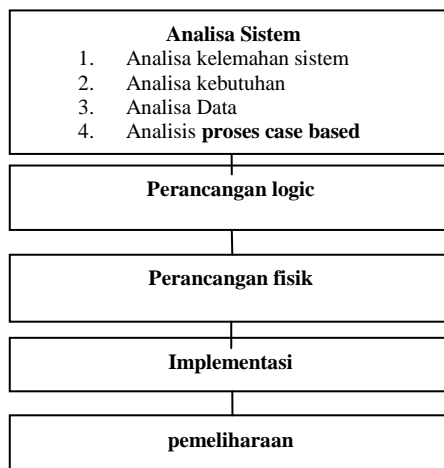 Analisa Sistem
1. Analisa kelemahan sistem
2. Analisa kebutuhan
3. Analisa Data
4. Analisis proses case based
Perancangan logic
Perancangan fisik
Implementasi
pemeliharaan